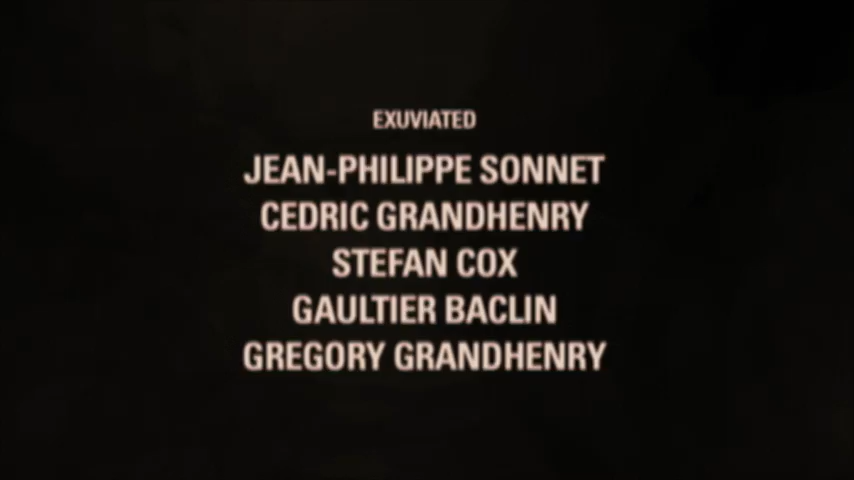 EXUVIATED
JEAN-PHILIPPE SONNET
CEDRIC GRANDHENRY
STEFAN COX
GAULTIER BACLIN
GREGORY GRANDHENRY